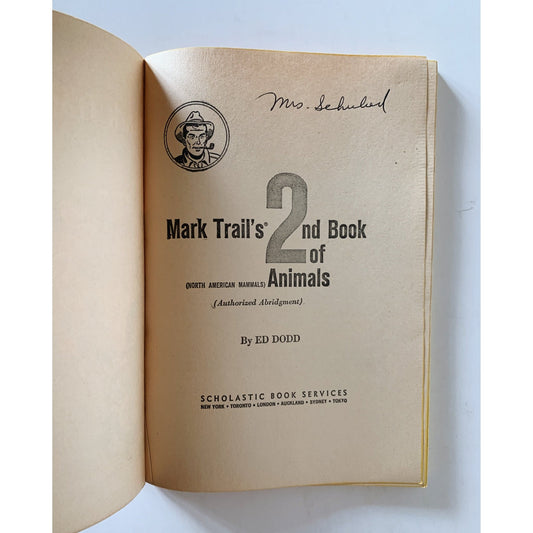 Mrs.
Mark Trail's® 2nd Book
of
(NORTH AMERICAN MAMMALS) Animals
(Authorized Abridgment)
By ED DODD
SCHOLASTIC BOOK SERVICES
NEW YORK • TORONTO • LONDON • AUCKLAND • SYDNEY • TOKYO